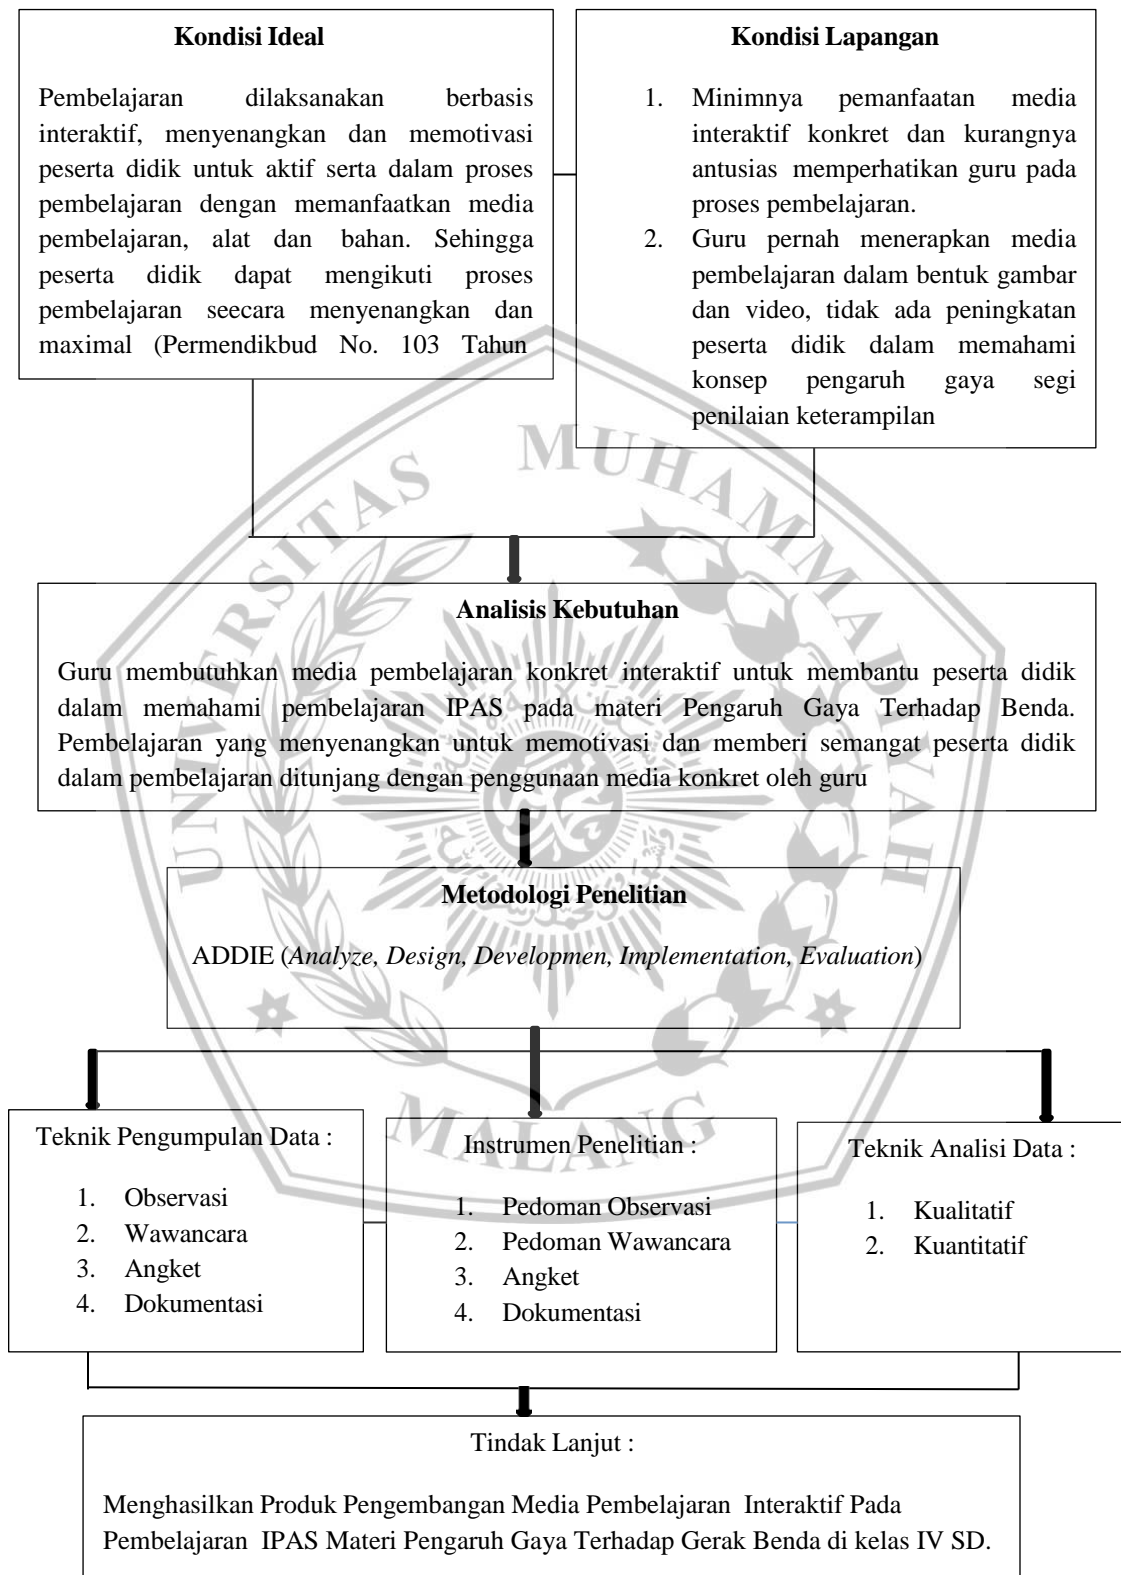 Kondisi Ideal
Pembelajaran dilaksanakan berbasis
interaktif, menyenangkan dan memotivasi
peserta didik untuk aktif serta dalam proses
pembelajaran dengan memanfaatkan media
pembelajaran, alat dan bahan. Sehingga
peserta didik dapat mengikuti proses
pembelajaran seecara menyenangkan dan
maximal (Permendikbud No. 103 Tahun
Kondisi Lapangan
1. Minimnya pemanfaatan media
interaktif konkret dan kurangnya
antusias memperhatikan guru pada
proses pembelajaran.
2. Guru pernah menerapkan media
pembelajaran dalam bentuk gambar
dan video, tidak ada peningkatan
peserta didik dalam memahami
konsep pengaruh gaya segi
penilaian keterampilan
UNIVERSITAS MUHAMMADIYAH
MALANG
Analisis Kebutuhan
Guru membutuhkan media pembelajaran konkret interaktif untuk membantu peserta didik
dalam memahami pembelajaran IPAS pada materi Pengaruh Gaya Terhadap Benda.
Pembelajaran yang menyenangkan untuk memotivasi dan memberi semangat peserta didik
dalam pembelajaran ditunjang dengan penggunaan media konkret oleh guru
Metodologi Penelitian
ADDIE (Analyze, Design, Developmen, Implementation, Evaluation)
Teknik Pengumpulan Data :
1. Observasi
2. Wawancara
3. Angket
4. Dokumentasi
Instrumen Penelitian :
1. Pedoman Observasi
2. Pedoman Wawancara
3. Angket
4. Dokumentasi
Teknik Analisi Data :
1. Kualitatif
2. Kuantitatif
Tindak Lanjut :
Menghasilkan Produk Pengembangan Media Pembelajaran Interaktif Pada
Pembelajaran IPAS Materi Pengaruh Gaya Terhadap Gerak Benda di kelas IV SD.